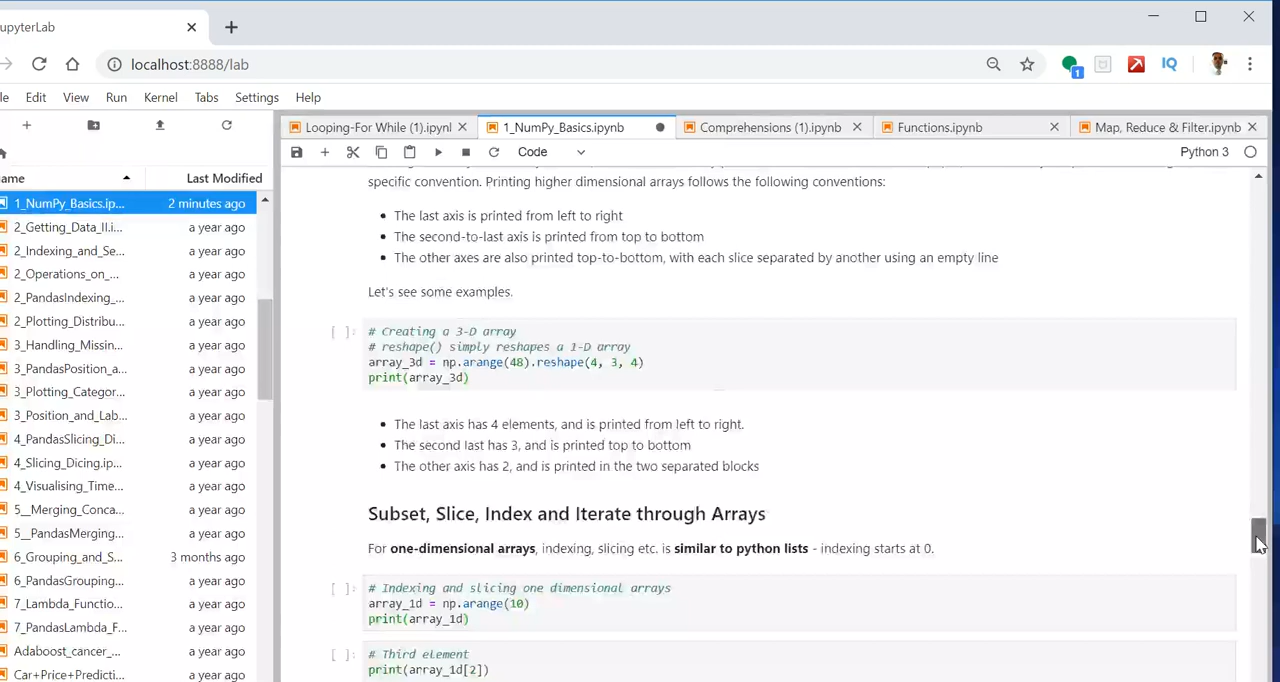 upyterLab
localhost:8888/lab
1
IQ
le Edit View Run Kernel Tabs Settings Help
Looping-For While (1).ipynl
1_NumPy_Basics.ipynb
Comprehensions (1).ipynb
Functions.ipynb
Map, Reduce & Filter.ipynb
Code
Python 3
ame Last Modified
1_NumPy_Basics.ip... 2 minutes ago
2_Getting_Data_II.i... a year ago
2_Indexing_and_Se... a year ago
2_Operations_on_... a year ago
2_PandasIndexing_... a year ago
2_Plotting_Distribu... a year ago
3_Handling_Missin... a year ago
3_PandasPosition_a... a year ago
3_Plotting_Categor... a year ago
3_Position_and_Lab... a year ago
4_PandasSlicing_Di... a year ago
4_Slicing_Dicing.ip... a year ago
4_Visualising_Time... a year ago
5__Merging_Conca... a year ago
5__PandasMerging... a year ago
6_Grouping_and_S... 3 months ago
6_PandasGrouping... a year ago
7_Lambda_Functio... a year ago
7_PandasLambda_F... a year ago
Adaboost_cancer_... a year ago
Car+Price+Predicti... a year ago
specific convention. Printing higher dimensional arrays follows the following conventions:
• The last axis is printed from left to right
• The second-to-last axis is printed from top to bottom
• The other axes are also printed top-to-bottom, with each slice separated by another using an empty line
Let's see some examples.
[ ]: # Creating a 3-D array
# reshape() simply reshapes a 1-D array
array_3d = np.arange(48).reshape(4, 3, 4)
print(array_3d)
• The last axis has 4 elements, and is printed from left to right.
• The second last has 3, and is printed top to bottom
• The other axis has 2, and is printed in the two separated blocks
Subset, Slice, Index and Iterate through Arrays
For one-dimensional arrays, indexing, slicing etc. is similar to python lists - indexing starts at 0.
[ ]: # Indexing and slicing one dimensional arrays
array_1d = np.arange(10)
print(array_1d)
[ ]: # Third element
print(array_1d[2])